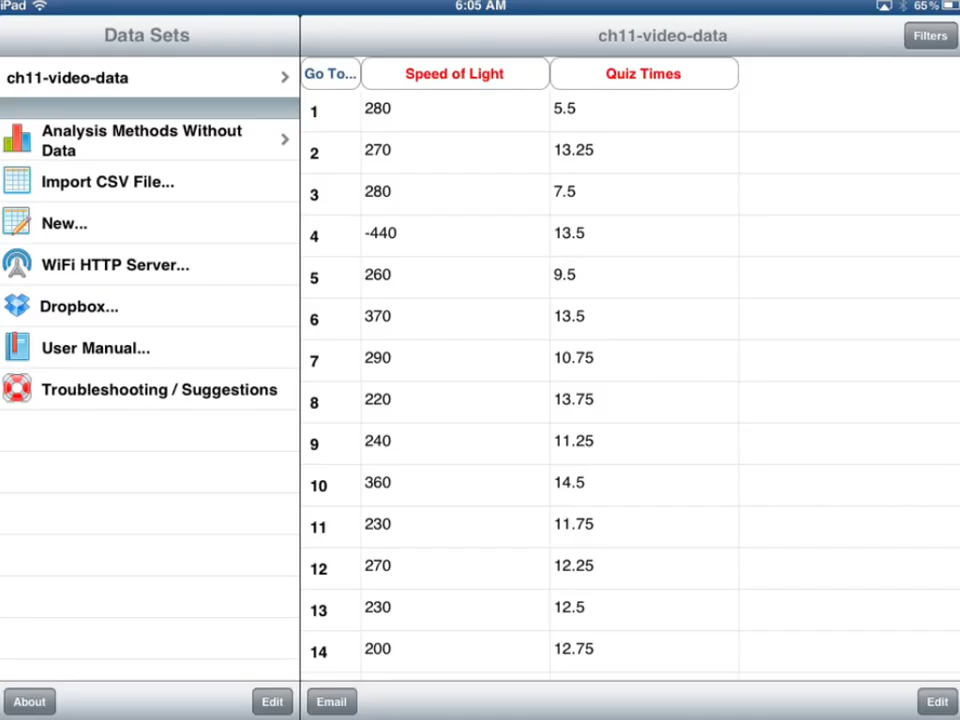 iPad 6:05 AM 65%
Data Sets
ch11-video-data
Filters
ch11-video-data
Analysis Methods Without
Data
Import CSV File...
New...
WiFi HTTP Server...
Dropbox...
User Manual...
Troubleshooting / Suggestions
Go To... Speed of Light Quiz Times
1 280 5.5
2 270 13.25
3 280 7.5
4 -440 13.5
5 260 9.5
6 370 13.5
7 290 10.75
8 220 13.75
9 240 11.25
10 360 14.5
11 230 11.75
12 270 12.25
13 230 12.5
14 200 12.75
About Edit Email Edit